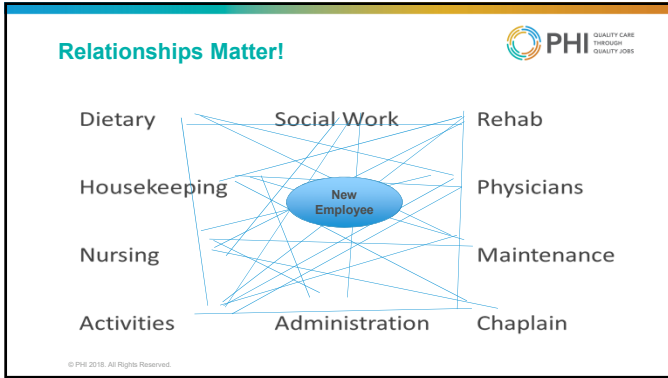 Relationships Matter!
PHI QUALITY CARE
THROUGH
QUALITY JOBS
Dietary Social Work Rehab
Housekeeping Physicians
New
Employee
Nursing Maintenance
Activities Administration Chaplain
© PHI 2018. All Rights Reserved.